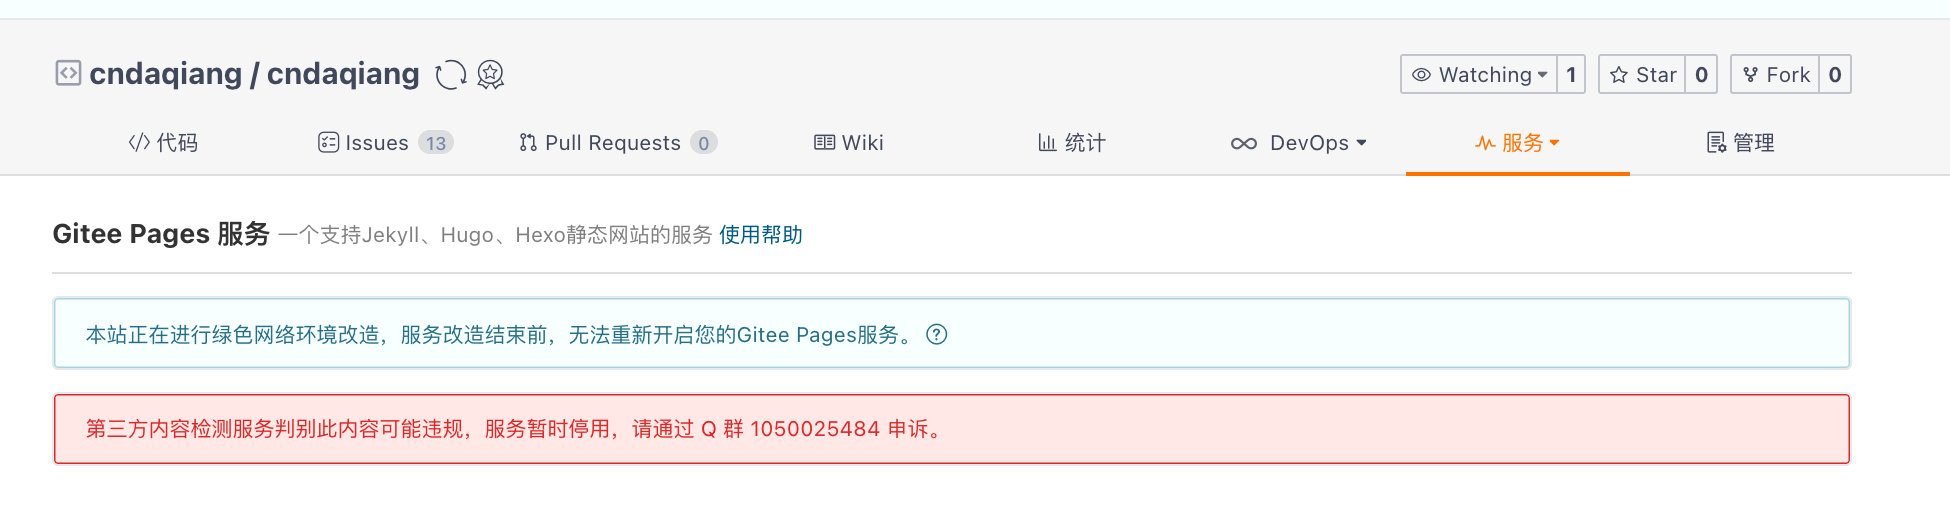 cndaqiang / cndaqiang
Watching 1 Star 0 Fork 0
代码 Issues 13 Pull Requests 0 Wiki 统计 DevOps 服务 管理
Gitee Pages 服务 一个支持Jekyll、Hugo、Hexo静态网站的服务 使用帮助
本站正在进行绿色网络环境改造，服务改造结束前，无法重新开启您的Gitee Pages服务。
第三方内容检测服务判别此内容可能违规，服务暂时停用，请通过 Q 群 1050025484 申诉。